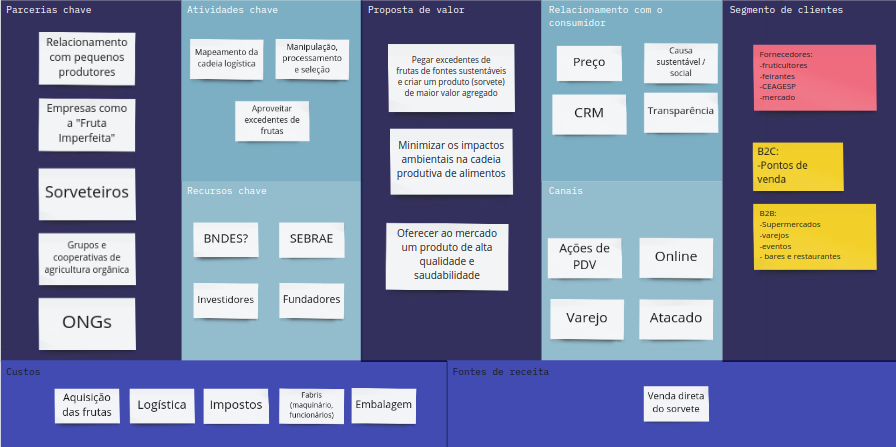 Parcerias chave
Relacionamento
com pequenos
produtores
Empresas como
a "Fruta
Imperfeita"
Sorveteiros
Grupos e
cooperativas de
agricultura orgânica
ONGs
Atividades chave
Mapeamento da
cadeia logística
Manipulação,
processamento
e seleção
Aproveitar
excedentes de
frutas
Recursos chave
BNDES?
SEBRAE
Investidores
Fundadores
Proposta de valor
Pegar excedentes de
frutas de fontes sustentáveis
e criar um produto (sorvete)
de maior valor agregado
Minimizar os impactos
ambientais na cadeia
produtiva de alimentos
Oferecer ao mercado
um produto de alta
qualidade e
saudabilidade
Relacionamento com o
consumidor
Preço
Causa
sustentável /
social
CRM
Transparência
Canais
Ações de
PDV
Online
Varejo
Atacado
Segmento de clientes
Fornecedores:
-fruticultores
-feirantes
-CEAGESP
-mercado
B2C:
-Pontos de
venda
B2B:
-Supermercados
-varejos
-eventos
- bares e restaurantes
Custos
Aquisição
das frutas
Logística
Impostos
Fabris
(maquinário,
funcionários)
Embalagem
Fontes de receita
Venda direta
do sorvete